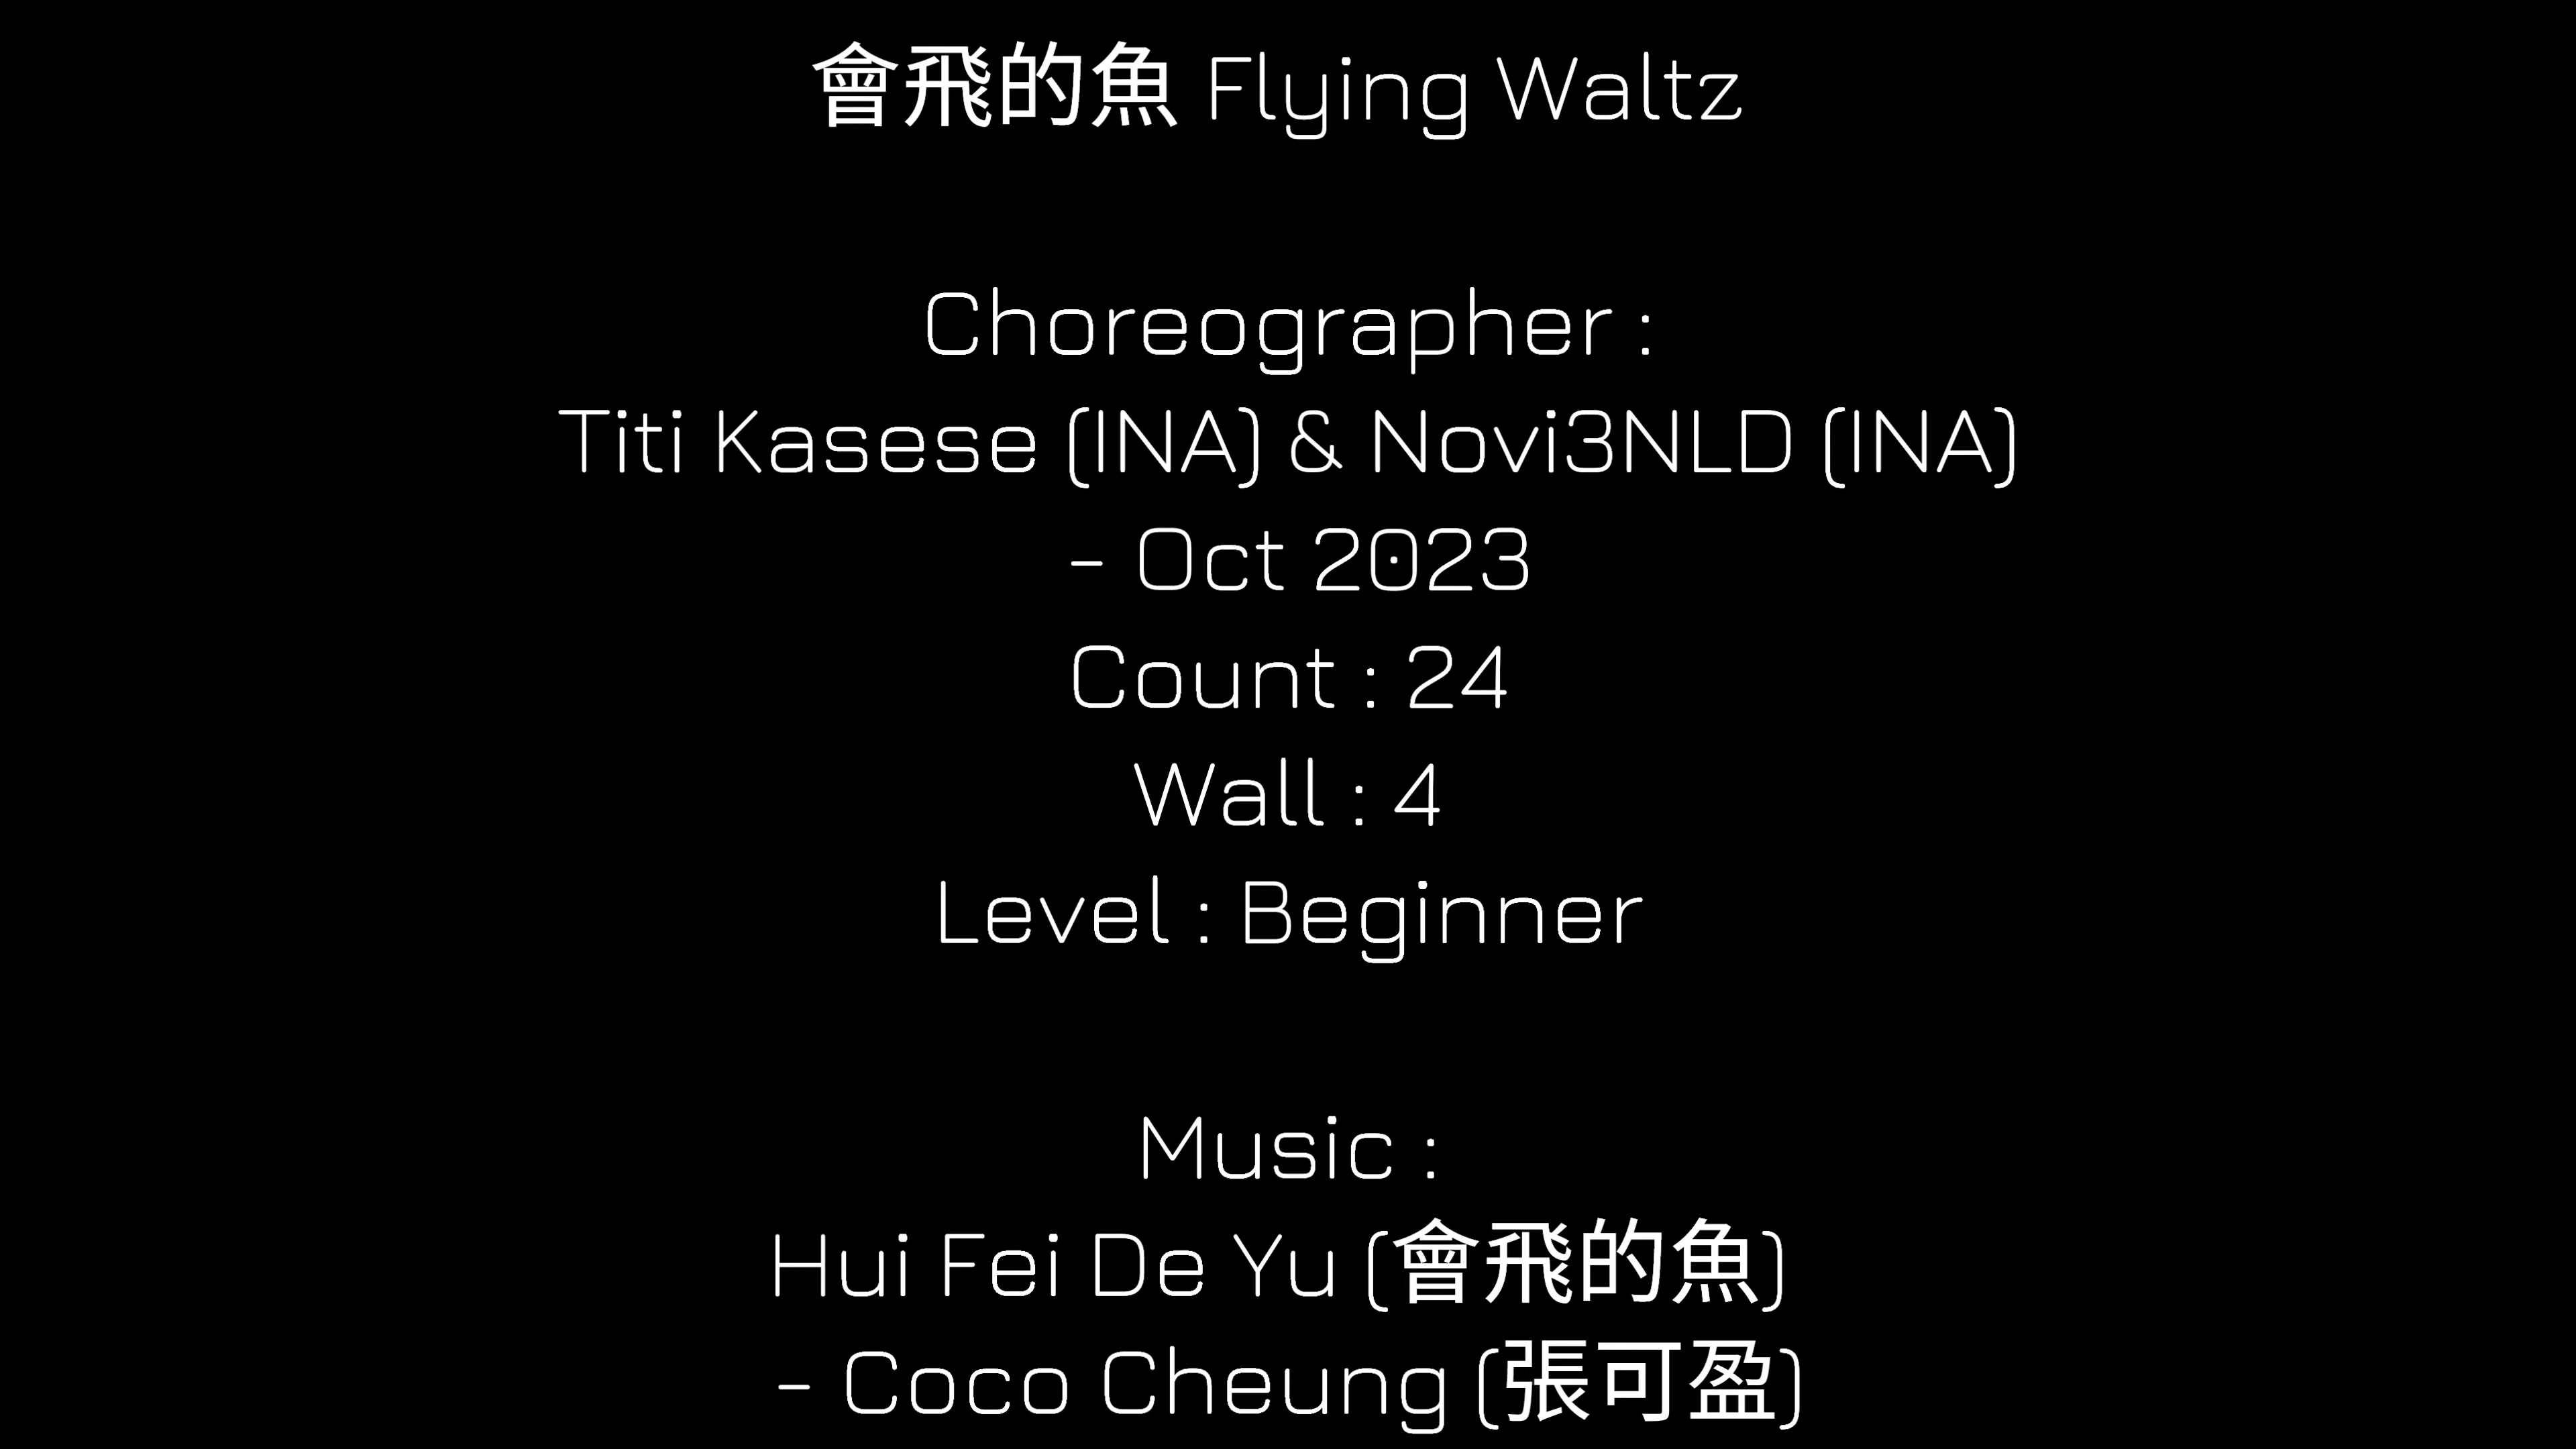 會飛的魚 Flying Waltz
Choreographer :
Titi Kasese (INA) & Novi3NLD (INA)
- Oct 2023
Count : 24
Wall : 4
Level : Beginner
Music :
Hui Fei De Yu (會飛的魚)
- Coco Cheung (張可盈)